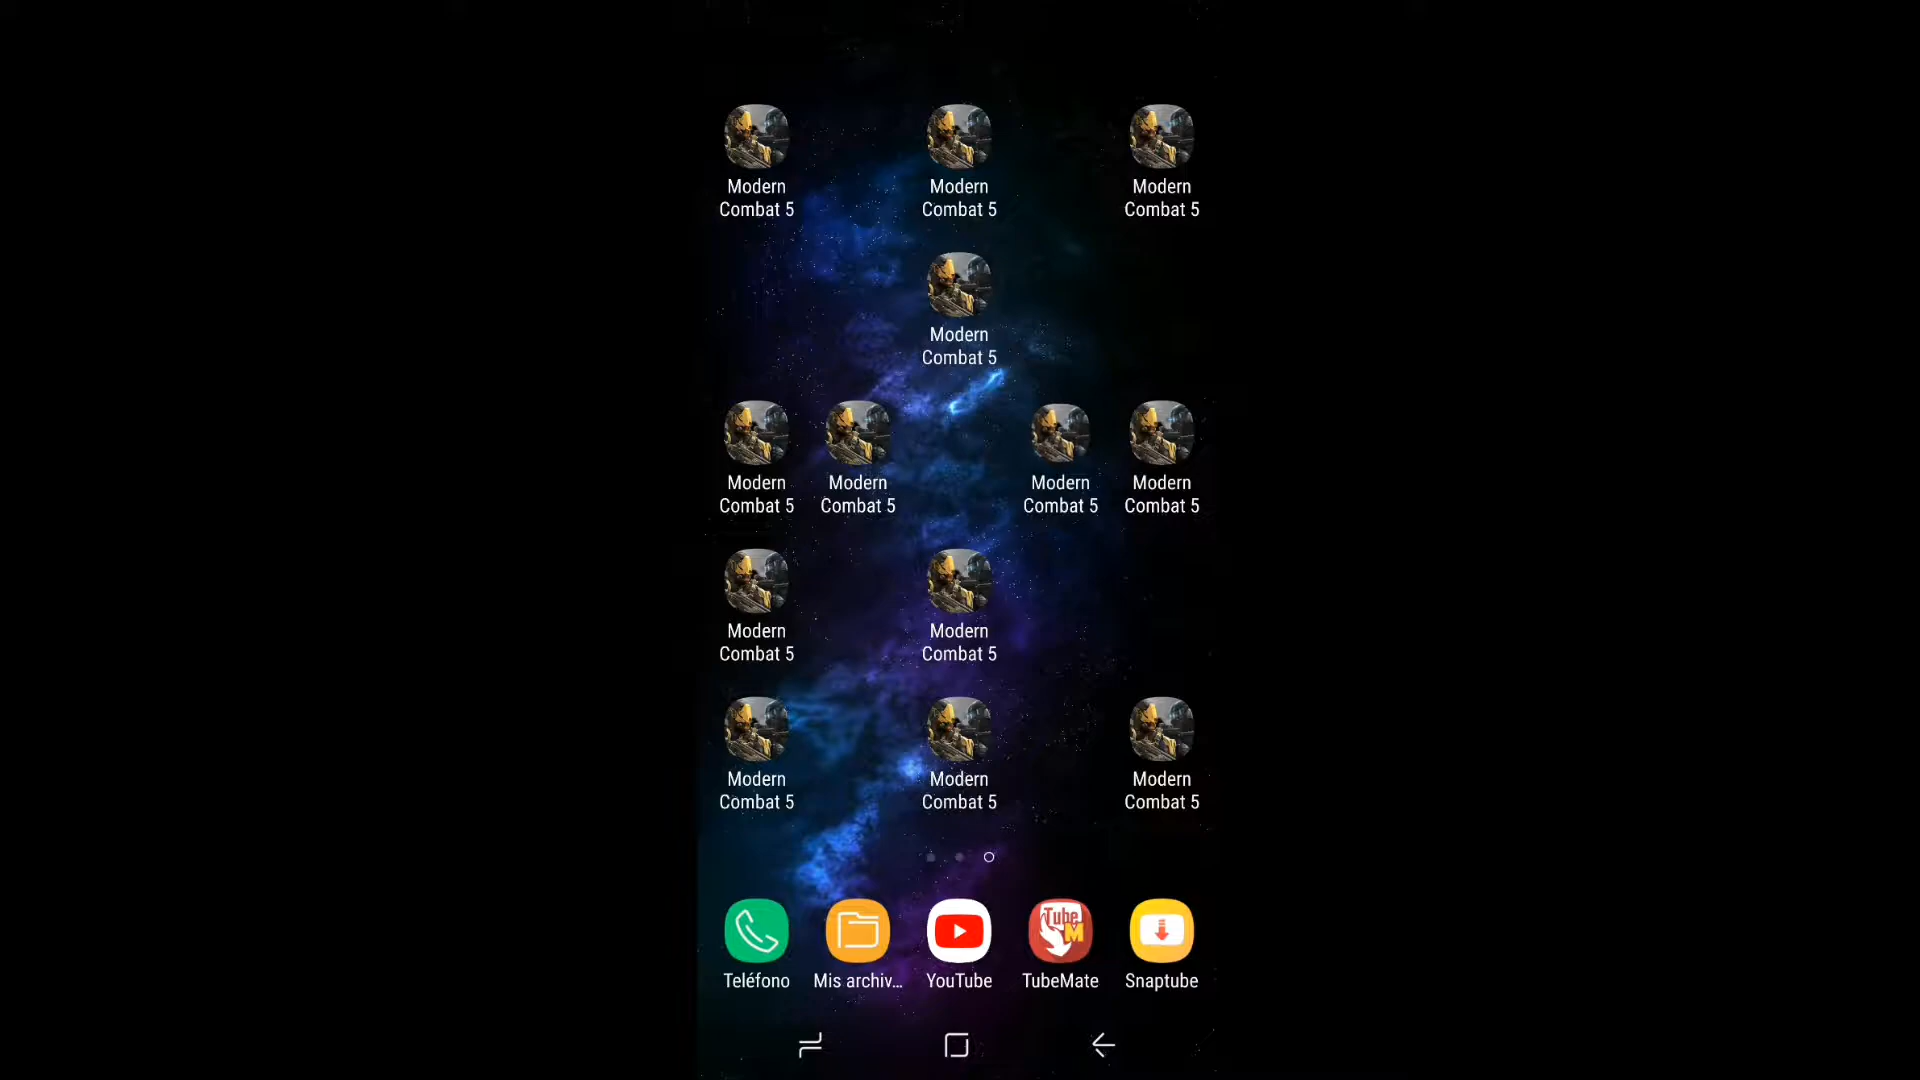 Modern Modern Modern
Combat 5 Combat 5 Combat 5
Modern
Combat 5
Modern Modern Modern Modern
Combat 5 Combat 5 Combat 5 Combat 5
Modern Modern
Combat 5 Combat 5
Modern Modern Modern
Combat 5 Combat 5 Combat 5
Tube
M
Teléfono Mis archiv... YouTube TubeMate Snaptube